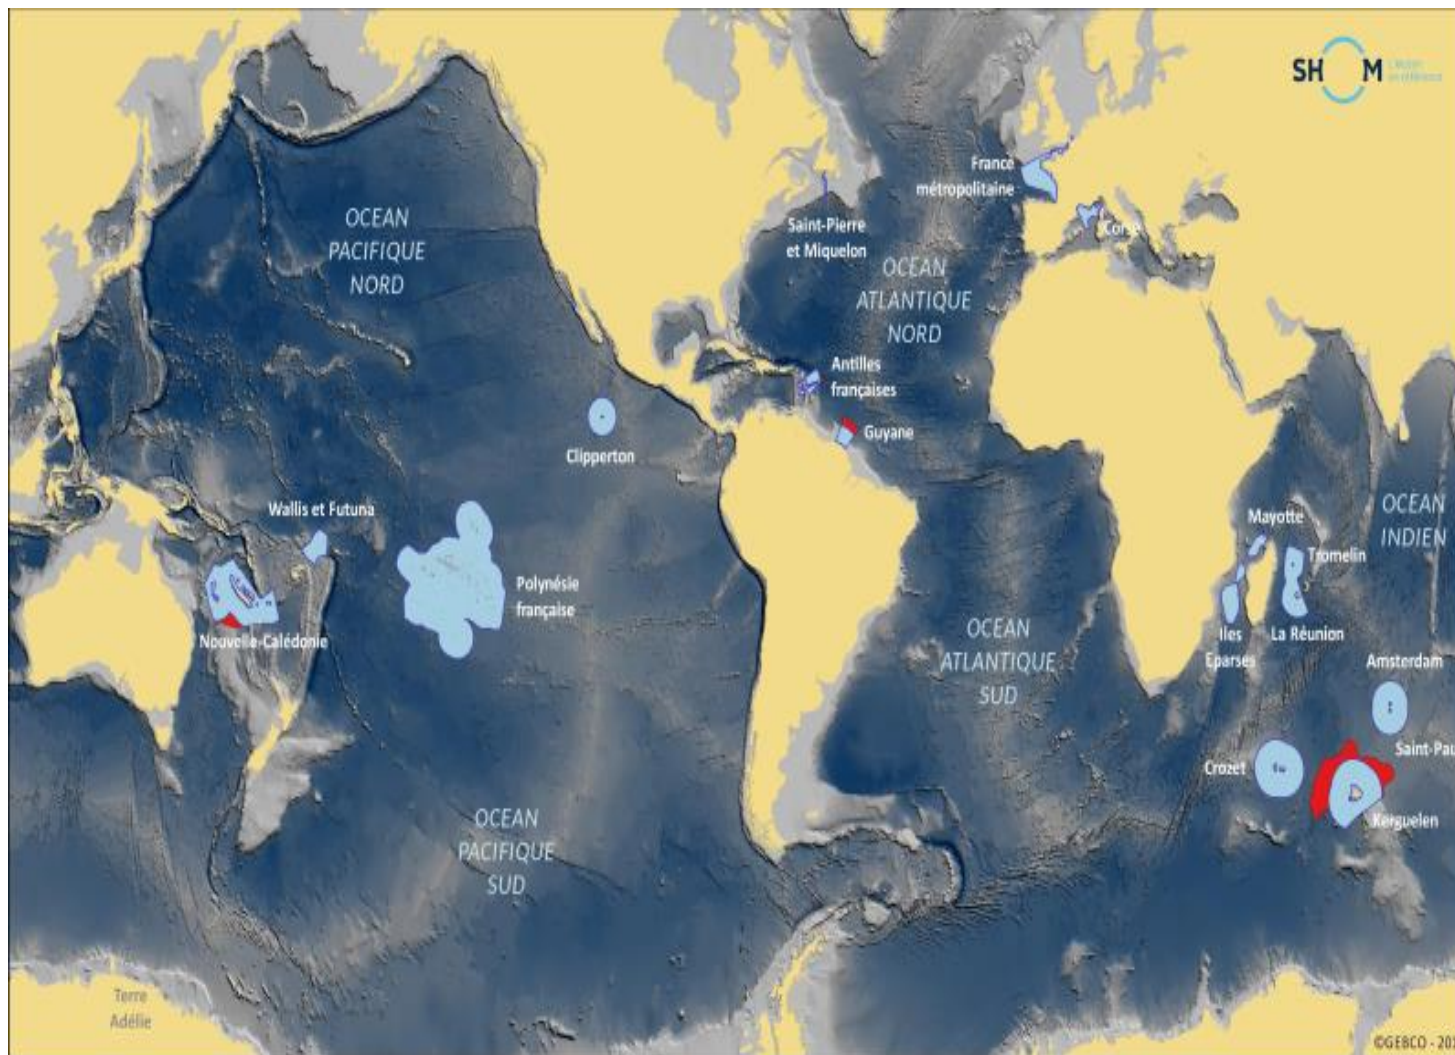 SHOM
France
métropolitaine
Corse
OCEAN
PACIFIQUE
NORD
Saint-Pierre
et Miquelon
OCEAN
ATLANTIQUE
NORD
Antilles
françaises
Guyane
Clipperton
Wallis et Futuna
Mayotte
OCEAN
INDIEN
Tromelin
Polynésie
française
Nouvelle-Calédonie
Iles
Eparses
La Réunion
OCEAN
ATLANTIQUE
SUD
Amsterdam
Saint-Pau
Crozet
Kerguelen
OCEAN
PACIFIQUE
SUD
Terre
Adélie
©GEBCO - 20